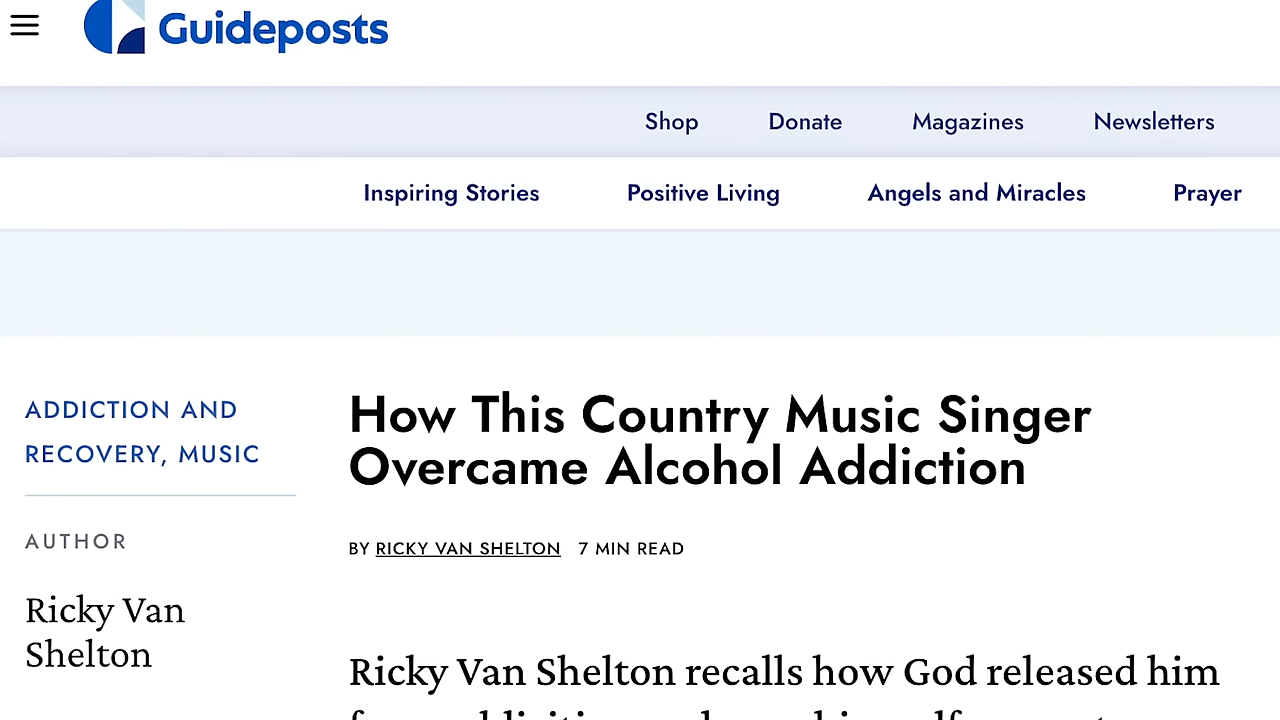 Guideposts
Shop Donate Magazines Newsletters
Inspiring Stories Positive Living Angels and Miracles Prayer
ADDICTION AND
RECOVERY, MUSIC
AUTHOR
Ricky Van
Shelton
How This Country Music Singer
Overcame Alcohol Addiction
BY RICKY VAN SHELTON 7 MIN READ
Ricky Van Shelton recalls how God released him